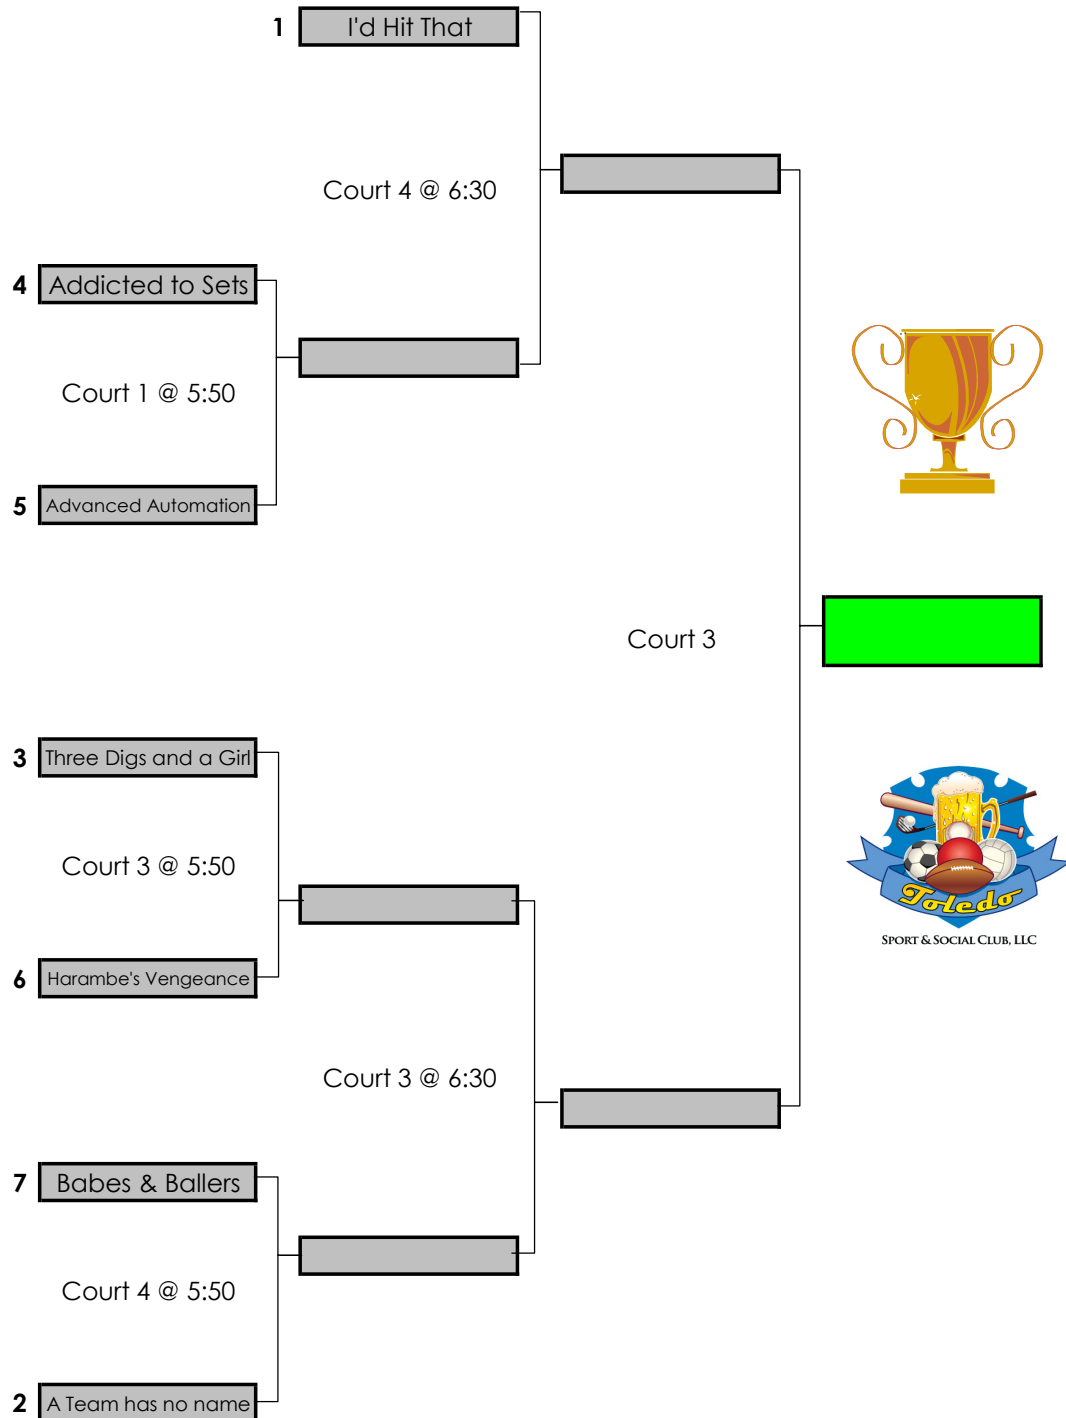 1 I'd Hit That
Court 4 @ 6:30
4 Addicted to Sets
Court 1 @ 5:50
5 Advanced Automation
Court 3
3 Three Digs and a Girl
Court 3 @ 5:50
6 Harambe's Vengeance
Toledo
SPORT & SOCIAL CLUB, LLC
Court 3 @ 6:30
7 Babes & Ballers
Court 4 @ 5:50
2 A Team has no name